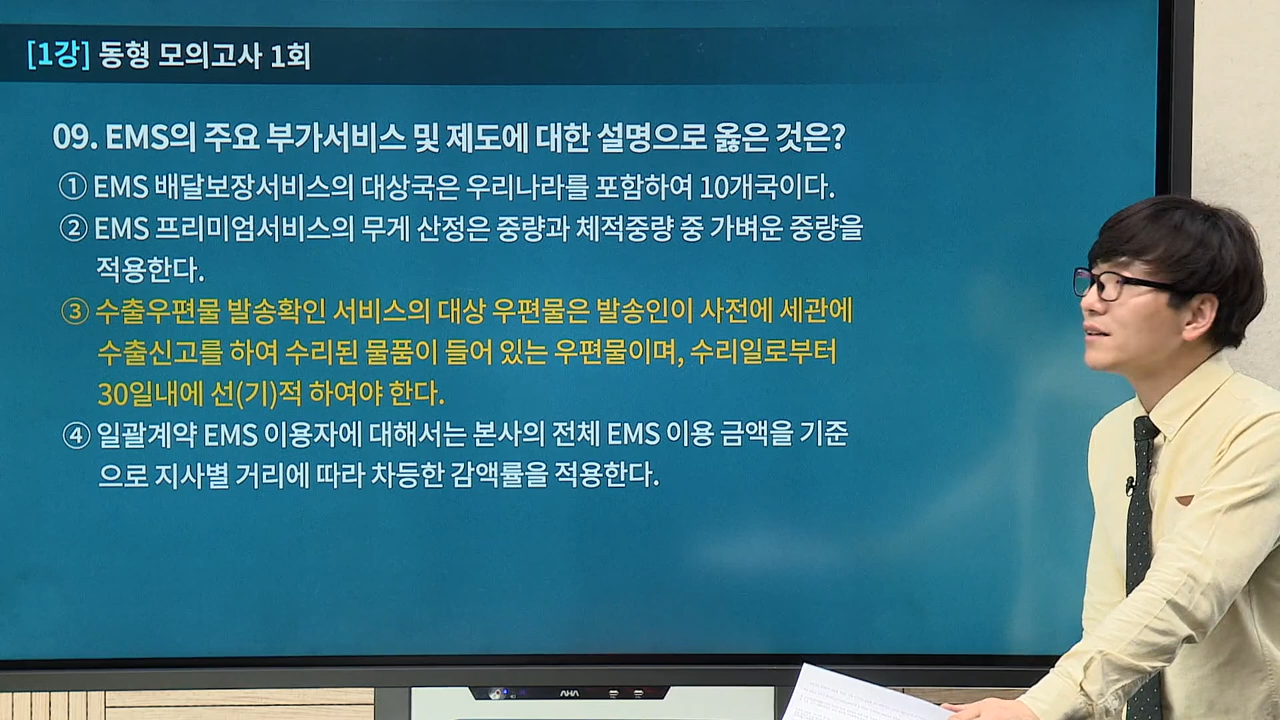 [1강] 동형 모의고사 1회
09. EMS의 주요 부가서비스 및 제도에 대한 설명으로 옳은 것은?
① EMS 배달보장서비스의 대상국은 우리나라를 포함하여 10개국이다.
② EMS 프리미엄서비스의 무게 산정은 중량과 체적중량 중 가벼운 중량을
적용한다.
③ 수출우편물 발송확인 서비스의 대상 우편물은 발송인이 사전에 세관에
수출신고를 하여 수리된 물품이 들어 있는 우편물이며, 수리일로부터
30일내에 선(기)적 하여야 한다.
④ 일괄계약 EMS 이용자에 대해서는 본사의 전체 EMS 이용 금액을 기준
으로 지사별 거리에 따라 차등한 감액률을 적용한다.
AHA